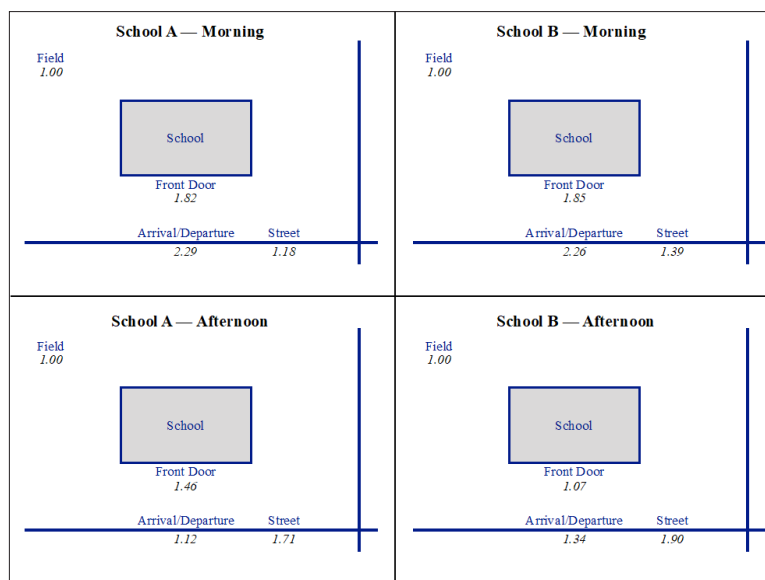 School A — Morning
Field
1.00
School
Front Door
1.82
Arrival/Departure Street
2.29 1.18
School B — Morning
Field
1.00
School
Front Door
1.85
Arrival/Departure Street
2.26 1.39
School A — Afternoon
Field
1.00
School
Front Door
1.46
Arrival/Departure Street
1.12 1.71
School B — Afternoon
Field
1.00
School
Front Door
1.07
Arrival/Departure Street
1.34 1.90